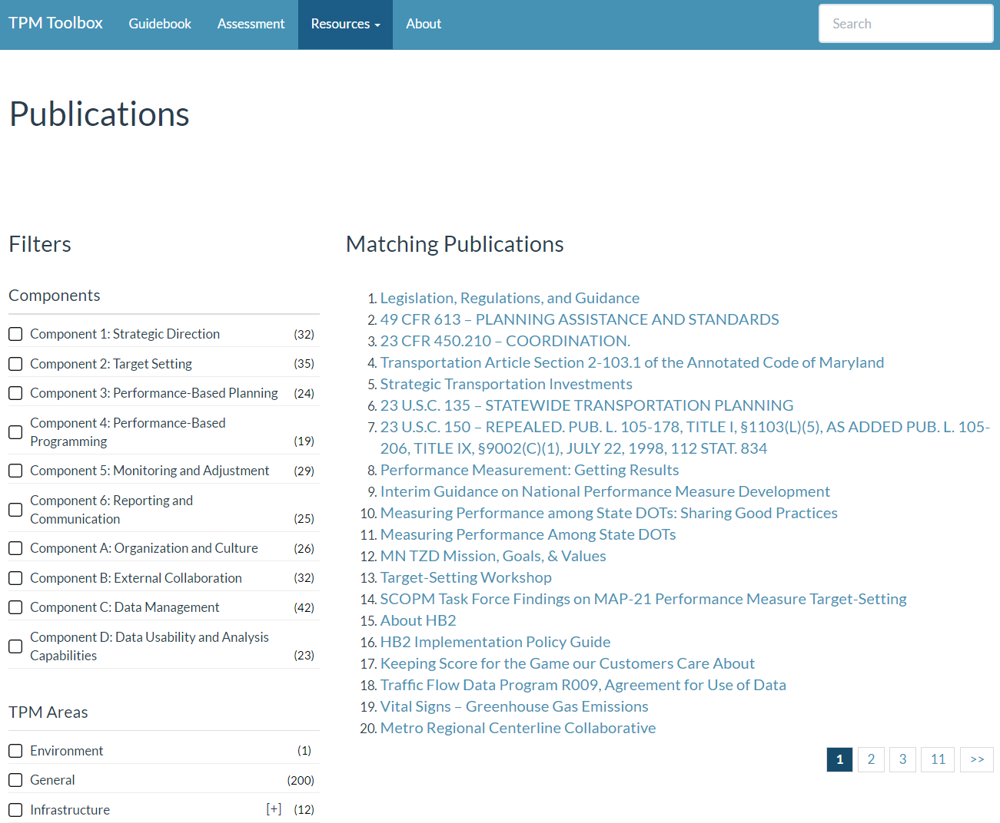 TPM Toolbox Guidebook Assessment Resources About Search
Publications
Filters
Components
Component 1: Strategic Direction (32)
Component 2: Target Setting (35)
Component 3: Performance-Based Planning (24)
Component 4: Performance-Based
Programming (19)
Component 5: Monitoring and Adjustment (29)
Component 6: Reporting and
Communication (25)
Component A: Organization and Culture (26)
Component B: External Collaboration (32)
Component C: Data Management (42)
Component D: Data Usability and Analysis
Capabilities (23)
TPM Areas
Environment (1)
General (200)
Infrastructure [+] (12)
Matching Publications
1. Legislation, Regulations, and Guidance
2. 49 CFR 613 – PLANNING ASSISTANCE AND STANDARDS
3. 23 CFR 450.210 – COORDINATION.
4. Transportation Article Section 2-103.1 of the Annotated Code of Maryland
5. Strategic Transportation Investments
6. 23 U.S.C. 135 – STATEWIDE TRANSPORTATION PLANNING
7. 23 U.S.C. 150 – REPEALED. PUB. L. 105-178, TITLE I, §1103(L)(5), AS ADDED PUB. L. 105-
206, TITLE IX, §9002(C)(1), JULY 22, 1998, 112 STAT. 834
8. Performance Measurement: Getting Results
9. Interim Guidance on National Performance Measure Development
10. Measuring Performance among State DOTs: Sharing Good Practices
11. Measuring Performance Among State DOTs
12. MN TZD Mission, Goals, & Values
13. Target-Setting Workshop
14. SCOPM Task Force Findings on MAP-21 Performance Measure Target-Setting
15. About HB2
16. HB2 Implementation Policy Guide
17. Keeping Score for the Game our Customers Care About
18. Traffic Flow Data Program R009, Agreement for Use of Data
19. Vital Signs – Greenhouse Gas Emissions
20. Metro Regional Centerline Collaborative
1 2 3 11 >>